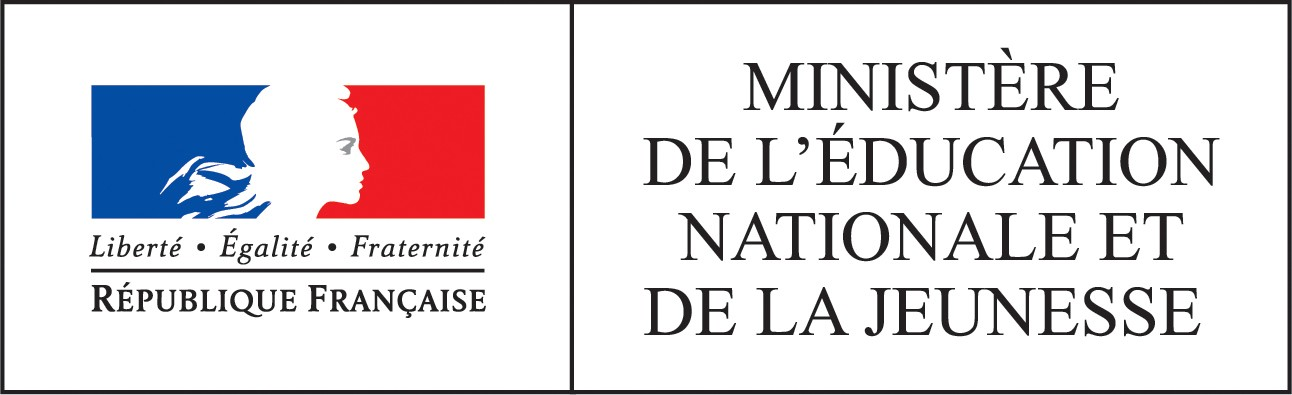 Liberté • Égalité • Fraternité
RÉPUBLIQUE FRANÇAISE
MINISTÈRE
DE L’ÉDUCATION
NATIONALE ET
DE LA JEUNESSE